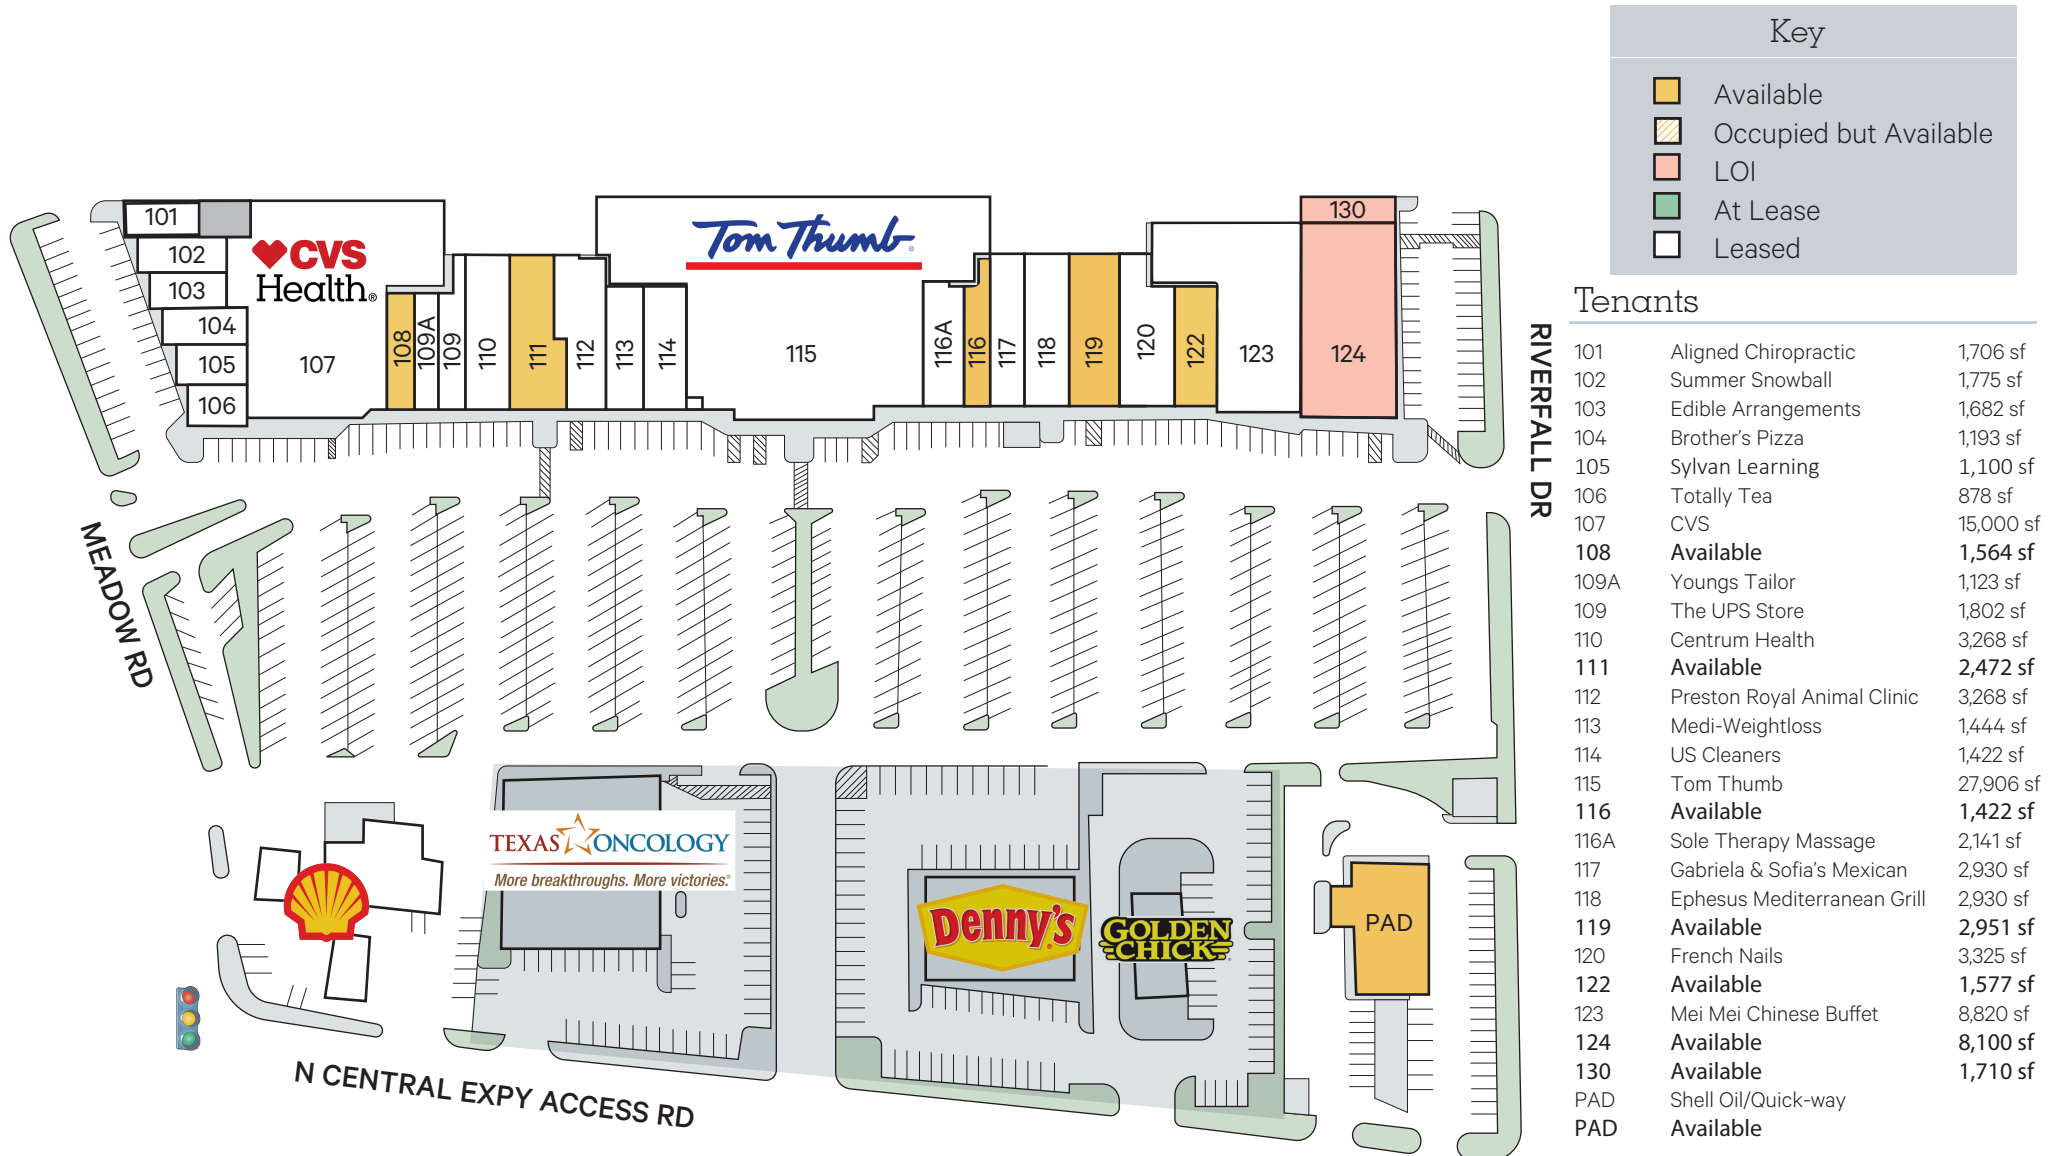 Key
Available
Occupied but Available
LOI
At Lease
Leased
Tenants
101 Aligned Chiropractic 1,706 sf
102 Summer Snowball 1,775 sf
103 Edible Arrangements 1,682 sf
104 Brother's Pizza 1,193 sf
105 Sylvan Learning 1,100 sf
106 Totally Tea 878 sf
107 CVS 15,000 sf
108 Available 1,564 sf
109A Youngs Tailor 1,123 sf
109 The UPS Store 1,802 sf
110 Centrum Health 3,268 sf
111 Available 2,472 sf
112 Preston Royal Animal Clinic 3,268 sf
113 Medi-Weightloss 1,444 sf
114 US Cleaners 1,422 sf
115 Tom Thumb 27,906 sf
116 Available 1,422 sf
116A Sole Therapy Massage 2,141 sf
117 Gabriela & Sofia's Mexican 2,930 sf
118 Ephesus Mediterranean Grill 2,930 sf
119 Available 2,951 sf
120 French Nails 3,325 sf
122 Available 1,577 sf
123 Mei Mei Chinese Buffet 8,820 sf
124 Available 8,100 sf
130 Available 1,710 sf
PAD Shell Oil/Quick-way
PAD Available
101
102
103
104
105
106
CVS
Health®
107
108
109A
109
110
111
112
113
114
Tom Thumb®
115
116A
116
117
118
119
120
122
123
124
130
RIVERFALL DR
MEADOW RD
TEXAS ONCOLOGY
More breakthroughs. More victories.®
Denny's
GOLDEN
CHICK
PAD
N CENTRAL EXPY ACCESS RD